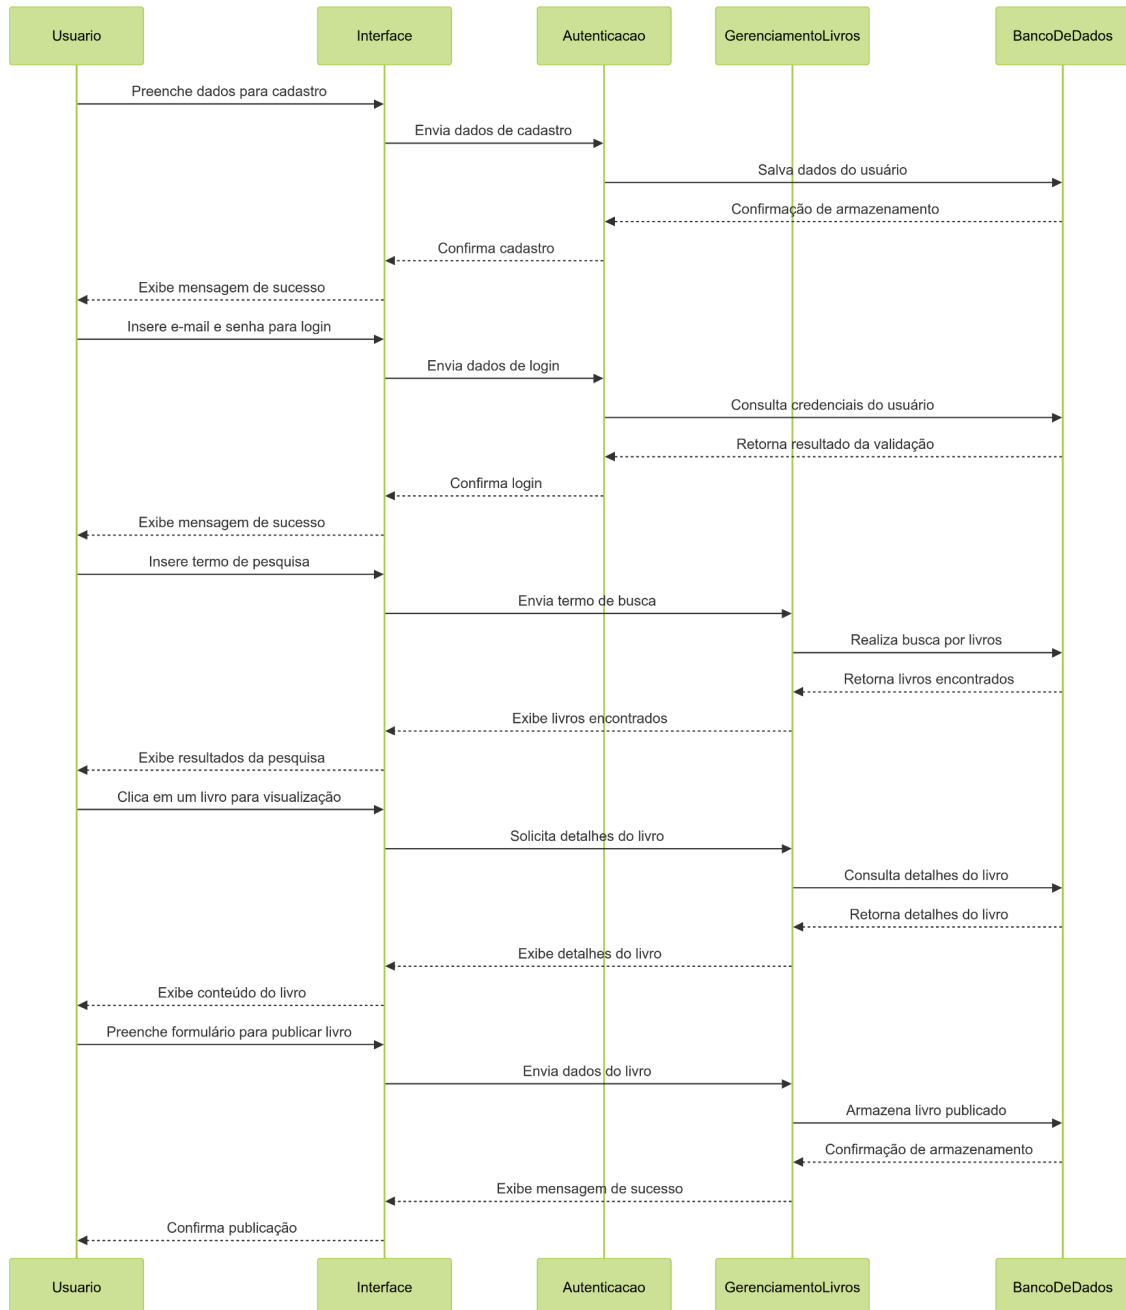 Usuario
Interface
Autenticacao
GerenciamentoLivros
BancoDeDados
Preenche dados para cadastro
Envia dados de cadastro
Salva dados do usuário
Confirmação de armazenamento
Confirma cadastro
Exibe mensagem de sucesso
Insere e-mail e senha para login
Envia dados de login
Consulta credenciais do usuário
Retorna resultado da validação
Confirma login
Exibe mensagem de sucesso
Insere termo de pesquisa
Envia termo de busca
Realiza busca por livros
Retorna livros encontrados
Exibe livros encontrados
Exibe resultados da pesquisa
Clica em um livro para visualização
Solicita detalhes do livro
Consulta detalhes do livro
Retorna detalhes do livro
Exibe detalhes do livro
Exibe conteúdo do livro
Preenche formulário para publicar livro
Envia dados do livro
Armazena livro publicado
Confirmação de armazenamento
Exibe mensagem de sucesso
Confirma publicação
Usuario
Interface
Autenticacao
GerenciamentoLivros
BancoDeDados